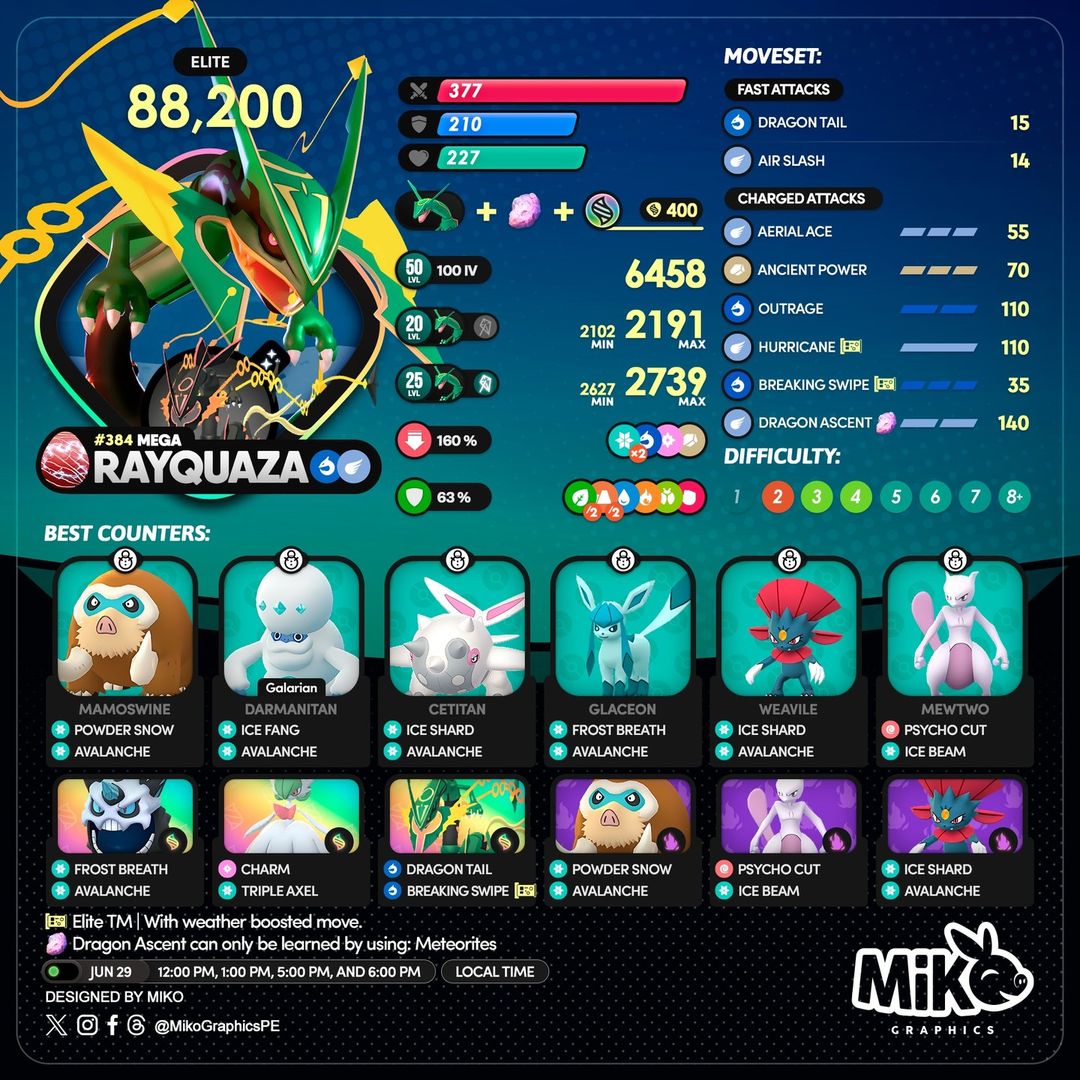 ELITE
88,200
#384 MEGA
RAYQUAZA
377
210
227
400
50 LVL 100 IV 6458
20 LVL 2102 MIN 2191 MAX
25 LVL 2627 MIN 2739 MAX
160 % ×2
63 % /2 /2
MOVESET:
FAST ATTACKS
DRAGON TAIL 15
AIR SLASH 14
CHARGED ATTACKS
AERIAL ACE 55
ANCIENT POWER 70
OUTRAGE 110
HURRICANE 110
BREAKING SWIPE 35
DRAGON ASCENT 140
DIFFICULTY:
1 2 3 4 5 6 7 8+
BEST COUNTERS:
MAMOSWINE
POWDER SNOW
AVALANCHE
Galarian
DARMANITAN
ICE FANG
AVALANCHE
CETITAN
ICE SHARD
AVALANCHE
GLACEON
FROST BREATH
AVALANCHE
WEAVILE
ICE SHARD
AVALANCHE
MEWTWO
PSYCHO CUT
ICE BEAM
FROST BREATH
AVALANCHE
CHARM
TRIPLE AXEL
DRAGON TAIL
BREAKING SWIPE
POWDER SNOW
AVALANCHE
PSYCHO CUT
ICE BEAM
ICE SHARD
AVALANCHE
Elite TM | With weather boosted move.
Dragon Ascent can only be learned by using: Meteorites
JUN 29 12:00 PM, 1:00 PM, 5:00 PM, AND 6:00 PM LOCAL TIME
DESIGNED BY MIKO
@MikoGraphicsPE
MiKO
GRAPHICS